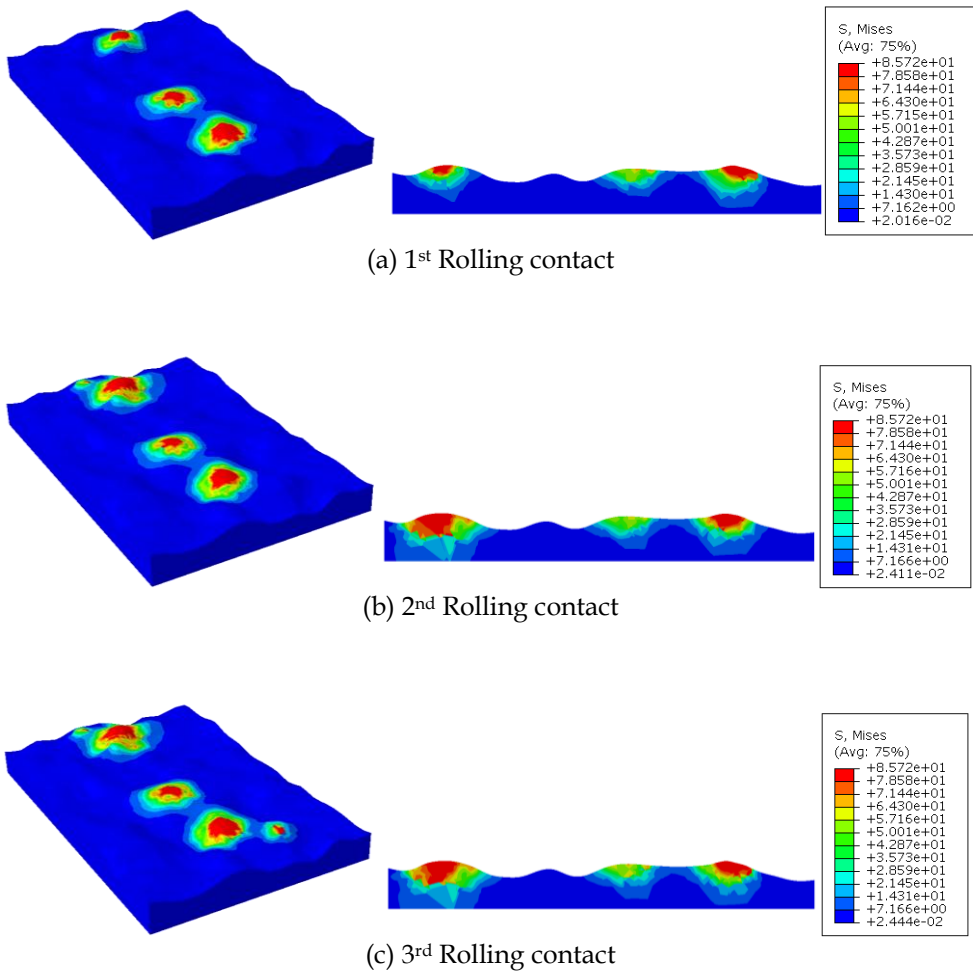 S, Mises
(Avg: 75%)
+8.572e+01
+7.858e+01
+7.144e+01
+6.430e+01
+5.715e+01
+5.001e+01
+4.287e+01
+3.573e+01
+2.859e+01
+2.145e+01
+1.430e+01
+7.162e+00
+2.016e-02
(a) 1st Rolling contact
S, Mises
(Avg: 75%)
+8.572e+01
+7.858e+01
+7.144e+01
+6.430e+01
+5.716e+01
+5.001e+01
+4.287e+01
+3.573e+01
+2.859e+01
+2.145e+01
+1.431e+01
+7.166e+00
+2.411e-02
(b) 2nd Rolling contact
S, Mises
(Avg: 75%)
+8.572e+01
+7.858e+01
+7.144e+01
+6.430e+01
+5.716e+01
+5.001e+01
+4.287e+01
+3.573e+01
+2.859e+01
+2.145e+01
+1.431e+01
+7.166e+00
+2.444e-02
(c) 3rd Rolling contact